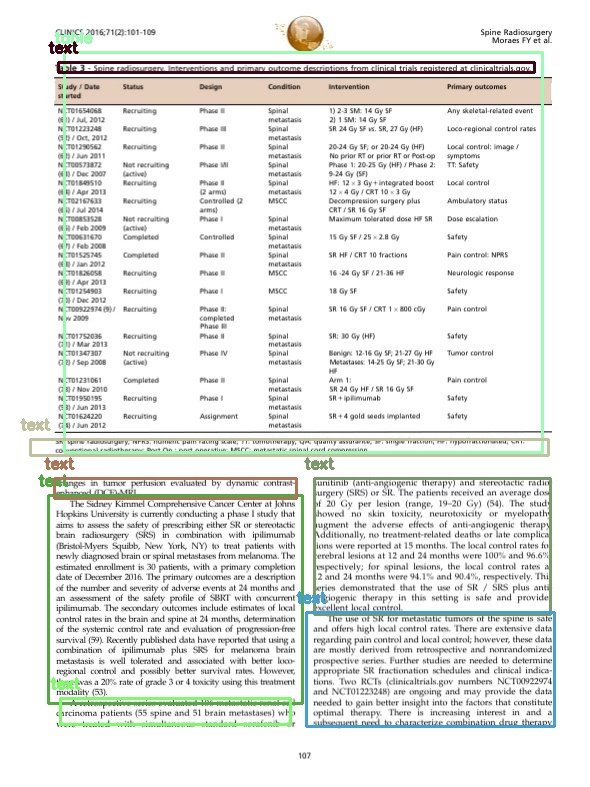 CLINICS 2016;71(2):101-109
Spine Radiosurgery
Moraes FY et al.
table
text
Table 3 - Spine radiosurgery. Interventions and primary outcome descriptions from clinical trials registered at clinicaltrials.gov.
Study / Date started Status Design Condition Intervention Primary outcomes
NCT01654068 (61) / Jul, 2012 Recruiting Phase II Spinal metastasis 1) 2-3 SM: 14 Gy SF 2) 1 SM: 14 Gy SF Any skeletal-related event
NCT01223248 / Oct, 2012 Recruiting Phase III Spinal metastasis SR 24 Gy SF vs. SR, 27 Gy (HF) Loco-regional control rates
NCT01290562 / Jun 2011 Recruiting Phase II Spinal metastasis 20-24 Gy SF; or 20-24 Gy (HF) No prior RT or prior RT or Post-op Local control: image / symptoms
NCT00573872 / Dec 2007 Not recruiting (active) Phase I/II Spinal metastasis Phase 1: 20-25 Gy (HF) / Phase 2: 9-24 Gy (SF) TT: Safety
NCT01849510 / Apr 2013 Recruiting Phase II (2 arms) Spinal metastasis HF: 12 × 3 Gy+integrated boost 12 × 4 Gy / CRT 10 × 3 Gy Local control
NCT02167633 / Jul 2014 Recruiting Controlled (2 arms) MSCC Decompression surgery plus CRT / SR 16 Gy SF Ambulatory status
NCT00853528 / Feb 2009 Not recruiting (active) Phase I Spinal metastasis Maximum tolerated dose HF SR Dose escalation
NCT00631670 / Feb 2008 Completed Controlled Spinal metastasis 15 Gy SF / 25 × 2.8 Gy Safety
NCT01525745 / Jan 2012 Completed Phase II Spinal metastasis SR HF / CRT 10 fractions Pain control: NPRS
NCT01826058 / Apr 2013 Recruiting Phase II MSCC 16 -24 Gy SF / 21-36 HF Neurologic response
NCT01254903 / Dec 2012 Recruiting Phase I MSCC 18 Gy SF Safety
NCT00922974 (9) / Nov 2009 Recruiting Phase II: completed Phase III Spinal metastasis SR 16 Gy SF / CRT 1 × 800 cGy Pain control
NCT01752036 / Mar 2013 Recruiting Phase II Spinal metastasis SR: 30 Gy (HF) Safety
NCT01347307 / Sep 2008 Not recruiting (active) Phase IV Spinal metastasis Benign: 12-16 Gy SF; 21-27 Gy HF Metastases: 14-25 Gy SF; 21-30 Gy HF Tumor control
NCT01231061 / Nov 2010 Completed Phase II Spinal metastasis Arm 1: SR 24 Gy HF / SR 16 Gy SF Pain control
NCT01950195 / Jun 2013 Recruiting Phase I Spinal metastasis SR+ipilimumab Safety
NCT01624220 / Jun 2012 Recruiting Assignment Spinal metastasis SR+4 gold seeds implanted Safety
text
SR: spine radiosurgery; NPRS: numeric pain rating scale; TT: tomotherapy; QA: quality assurance; SF: single fraction; HF: hypofractionated; CRT:
conventional radiotherapy; Post Op.: post operative; MSCC: metastatic spinal cord compression.
text
text
changes in tumor perfusion evaluated by dynamic contrast-
enhanced (DCE)-MRI.
text
The Sidney Kimmel Comprehensive Cancer Center at Johns
Hopkins University is currently conducting a phase I study that
aims to assess the safety of prescribing either SR or stereotactic
brain radiosurgery (SRS) in combination with ipilimumab
(Bristol-Myers Squibb, New York, NY) to treat patients with
newly diagnosed brain or spinal metastases from melanoma. The
estimated enrollment is 30 patients, with a primary completion
date of December 2016. The primary outcomes are a description
of the number and severity of adverse events at 24 months and
an assessment of the safety profile of SBRT with concurrent
ipilimumab. The secondary outcomes include estimates of local
control rates in the brain and spine at 24 months, determination
of the systemic control rate and evaluation of progression-free
survival (59). Recently published data have reported that using a
combination of ipilimumab plus SRS for melanoma brain
metastasis is well tolerated and associated with better loco-
regional control and possibly better survival rates. However,
there was a 20% rate of grade 3 or 4 toxicity using this treatment
modality (53).
text
A retrospective series evaluated 106 metastatic renal cell
carcinoma patients (55 spine and 51 brain metastases) who
were treated with simultaneous standard sorafenib or
sunitinib (anti-angiogenic therapy) and stereotactic radio
surgery (SRS) or SR. The patients received an average dose
of 20 Gy per lesion (range, 19–20 Gy) (54). The study
showed no skin toxicity, neurotoxicity or myelopathy
augment the adverse effects of anti-angiogenic therapy.
Additionally, no treatment-related deaths or late complica
ions were reported at 15 months. The local control rates fo
cerebral lesions at 12 and 24 months were 100% and 96.6%
respectively; for spinal lesions, the local control rates a
12 and 24 months were 94.1% and 90.4%, respectively. Thi
series demonstrated that the use of SR / SRS plus anti
angiogenic therapy in this setting is safe and provide
excellent local control.
text
The use of SR for metastatic tumors of the spine is safe
and offers high local control rates. There are extensive data
regarding pain control and local control; however, these data
are mostly derived from retrospective and nonrandomized
prospective series. Further studies are needed to determine
appropriate SR fractionation schedules and clinical indica-
tions. Two RCTs (clinicaltrials.gov numbers NCT00922974
and NCT01223248) are ongoing and may provide the data
needed to gain better insight into the factors that constitute
optimal therapy. There is increasing interest and a
subsequent need to characterize combination drug therapy
107